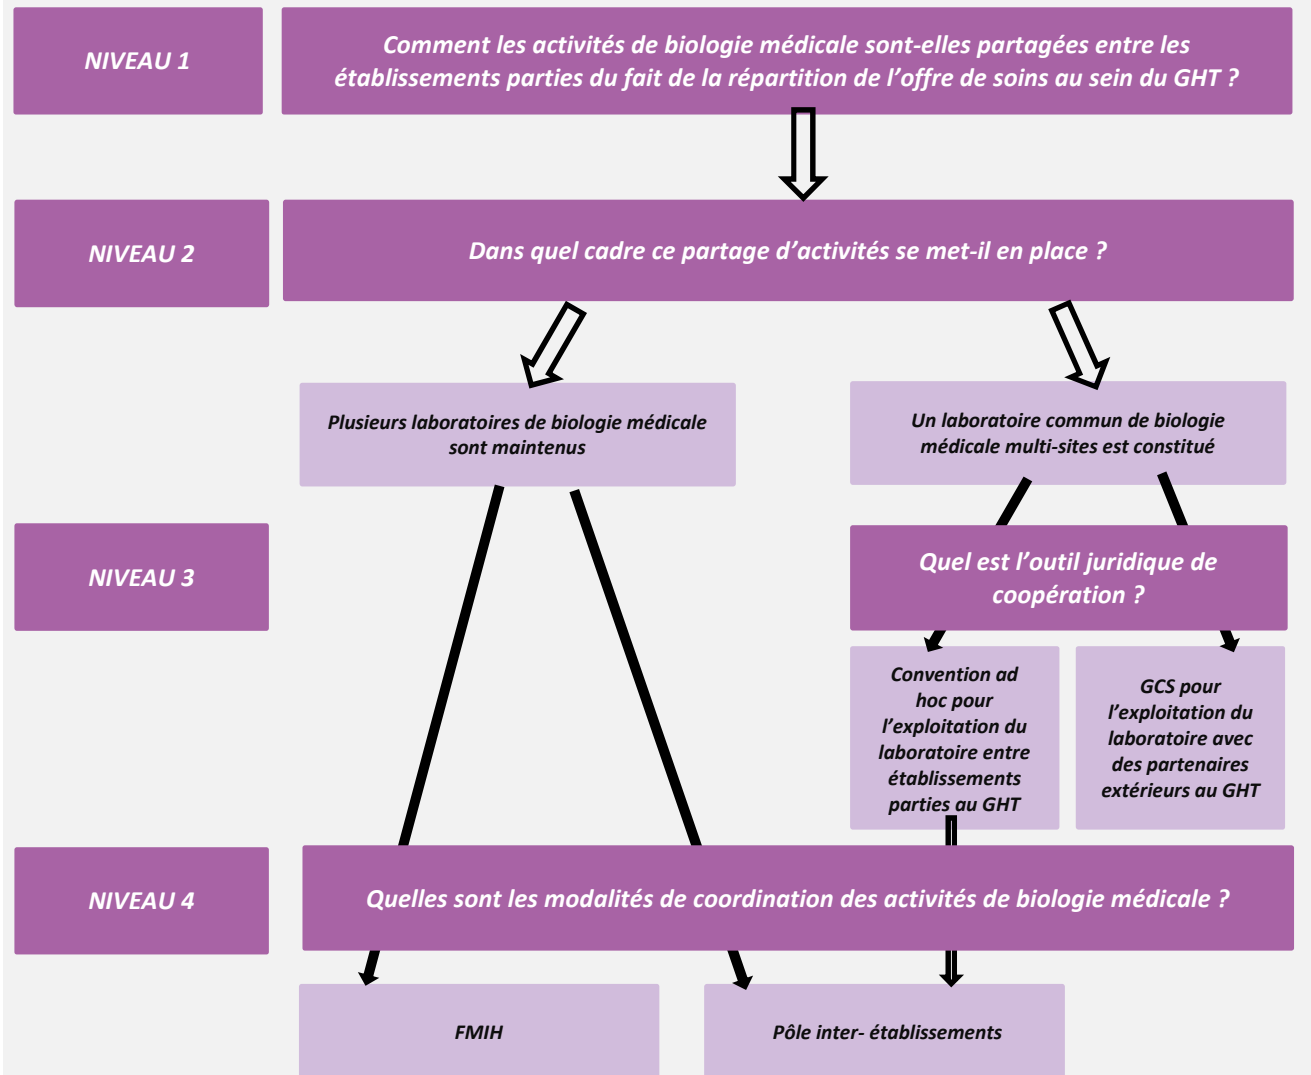 NIVEAU 1
Comment les activités de biologie médicale sont-elles partagées entre les
établissements parties du fait de la répartition de l’offre de soins au sein du GHT ?
NIVEAU 2
Dans quel cadre ce partage d’activités se met-il en place ?
Plusieurs laboratoires de biologie médicale
sont maintenus
Un laboratoire commun de biologie
médicale multi-sites est constitué
NIVEAU 3
Quel est l’outil juridique de
coopération ?
Convention ad
hoc pour
l’exploitation du
laboratoire entre
établissements
parties au GHT
GCS pour
l’exploitation du
laboratoire avec
des partenaires
extérieurs au GHT
NIVEAU 4
Quelles sont les modalités de coordination des activités de biologie médicale ?
FMIH
Pôle inter- établissements